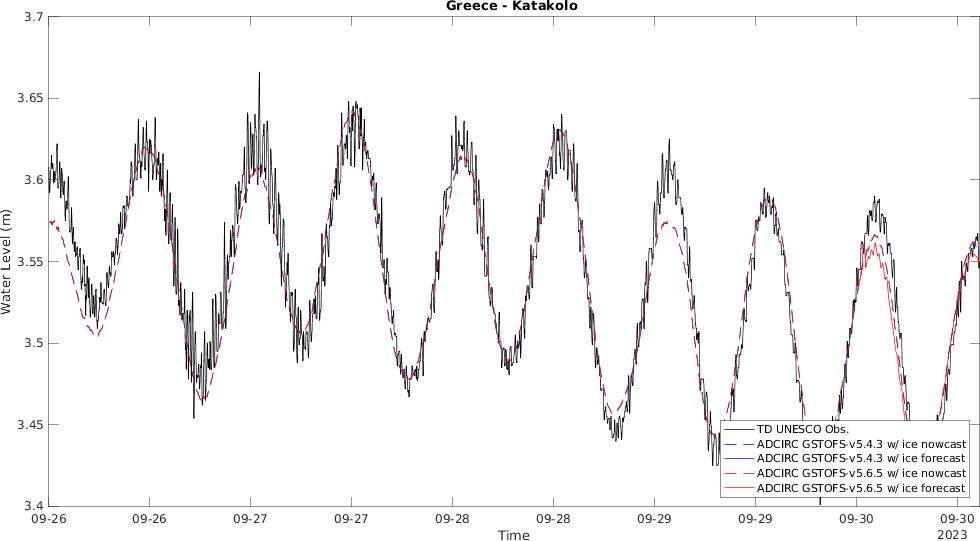 Greece - Katakolo
3.7
3.65
3.6
3.55
3.5
3.45
3.4
Water Level (m)
TD UNESCO Obs.
ADCIRC GSTOFS-v5.4.3 w/ ice nowcast
ADCIRC GSTOFS-v5.4.3 w/ ice forecast
ADCIRC GSTOFS-v5.6.5 w/ ice nowcast
ADCIRC GSTOFS-v5.6.5 w/ ice forecast
09-26 09-26 09-27 09-27 09-28 09-28 09-29 09-29 09-30 09-30
Time
2023